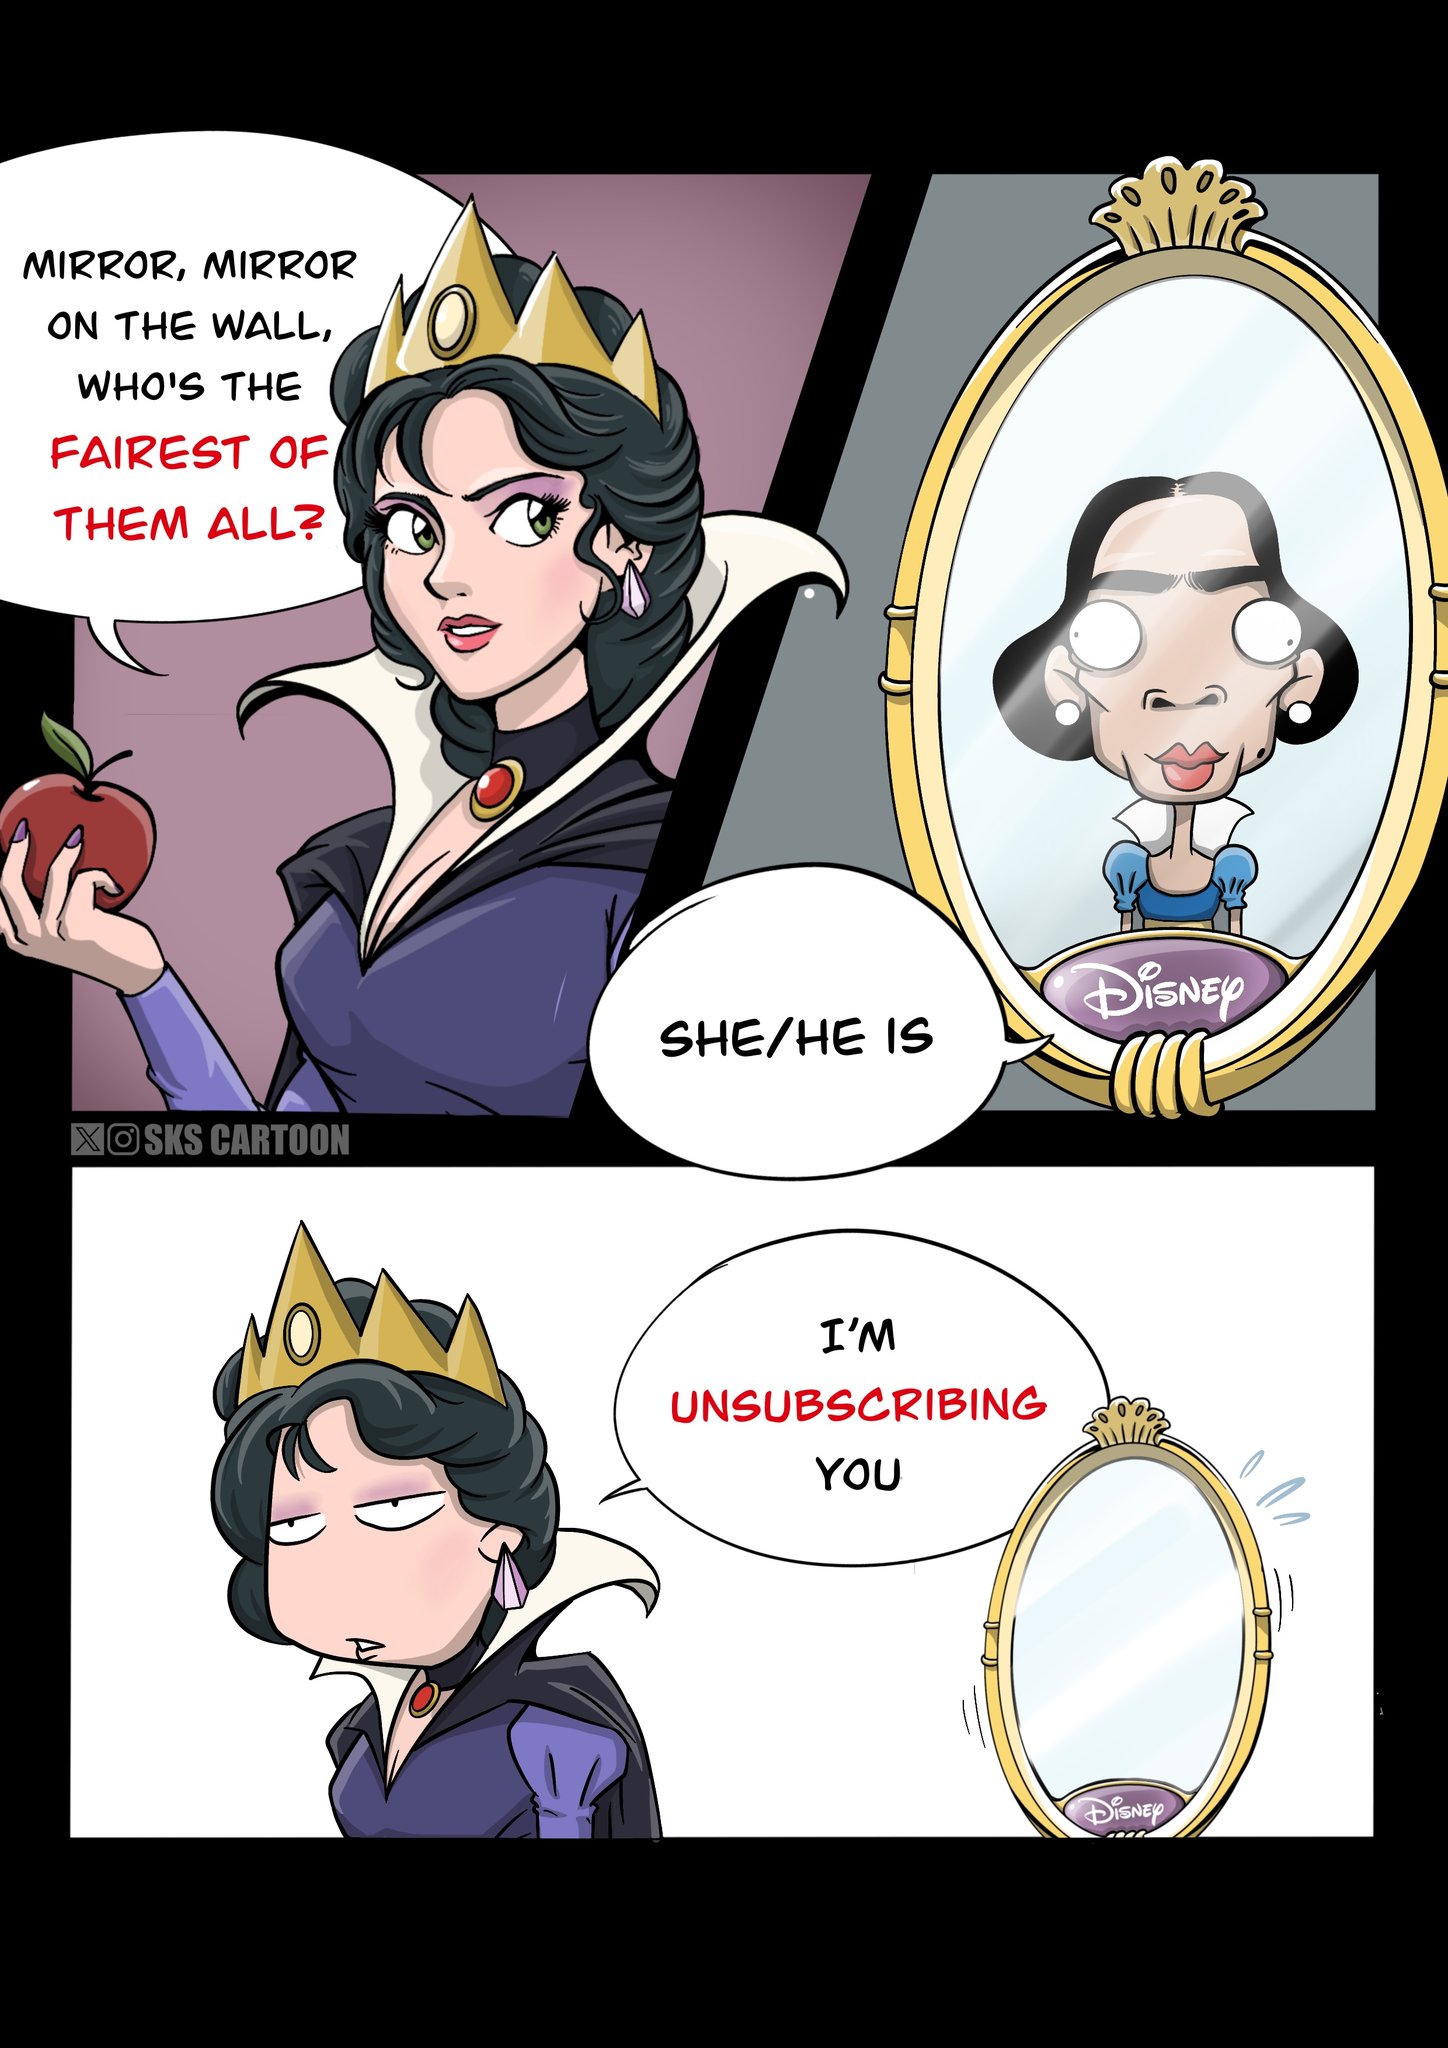 MIRROR, MIRROR
ON THE WALL,
WHO'S THE
FAIREST OF
THEM ALL?
DISNEY
SHE/HE IS
SKS CARTOON
I'M
UNSUBSCRIBING
YOU
DISNEY